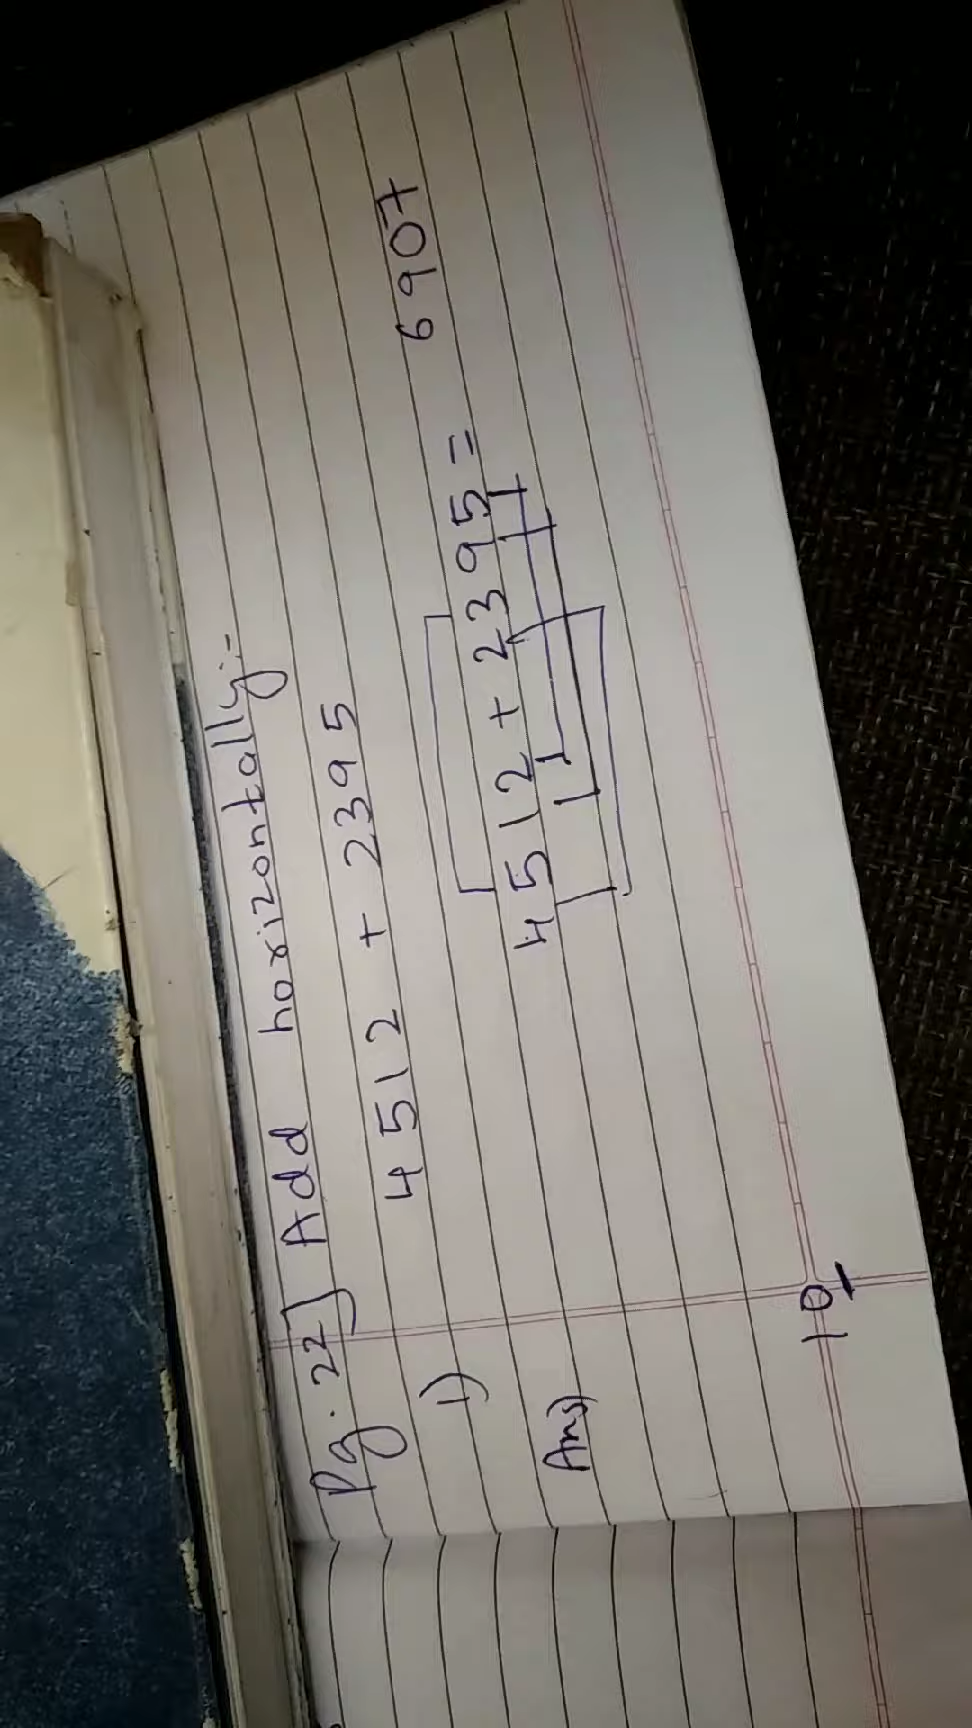 Pg. 22] Add horizontally:-
1) 4512 + 2395
Ans) 4512 + 2395 = 6907
10